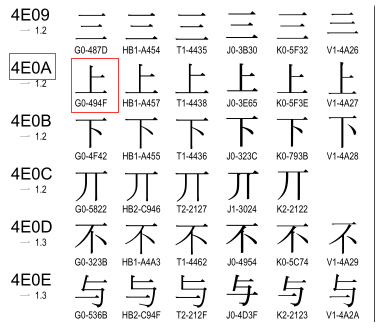 4E09 三 三 三 三 三 三
一 1.2 G0-487D HB1-A454 T1-4435 J0-3B30 K0-5F32 V1-4A26
4E0A 上 上 上 上 上 上
一 1.2 G0-494F HB1-A457 T1-4438 J0-3E65 K0-5F3E V1-4A27
4E0B 下 下 下 下 下 下
一 1.2 G0-4F42 HB1-A455 T1-4436 J0-323C K0-793B V1-4A28
4E0C 丌 丌 丌 丌 丌
一 1.2 G0-5822 HB2-C946 T2-2127 J1-3024 K2-2122
4E0D 不 不 不 不 不 不
一 1.3 G0-323B HB1-A4A3 T1-4462 J0-4954 K0-5C74 V1-4A29
4E0E 与 与 与 与 与 与
一 1.3 G0-536B HB2-C94F T2-212F J0-4D3F K2-2123 V1-4A2A